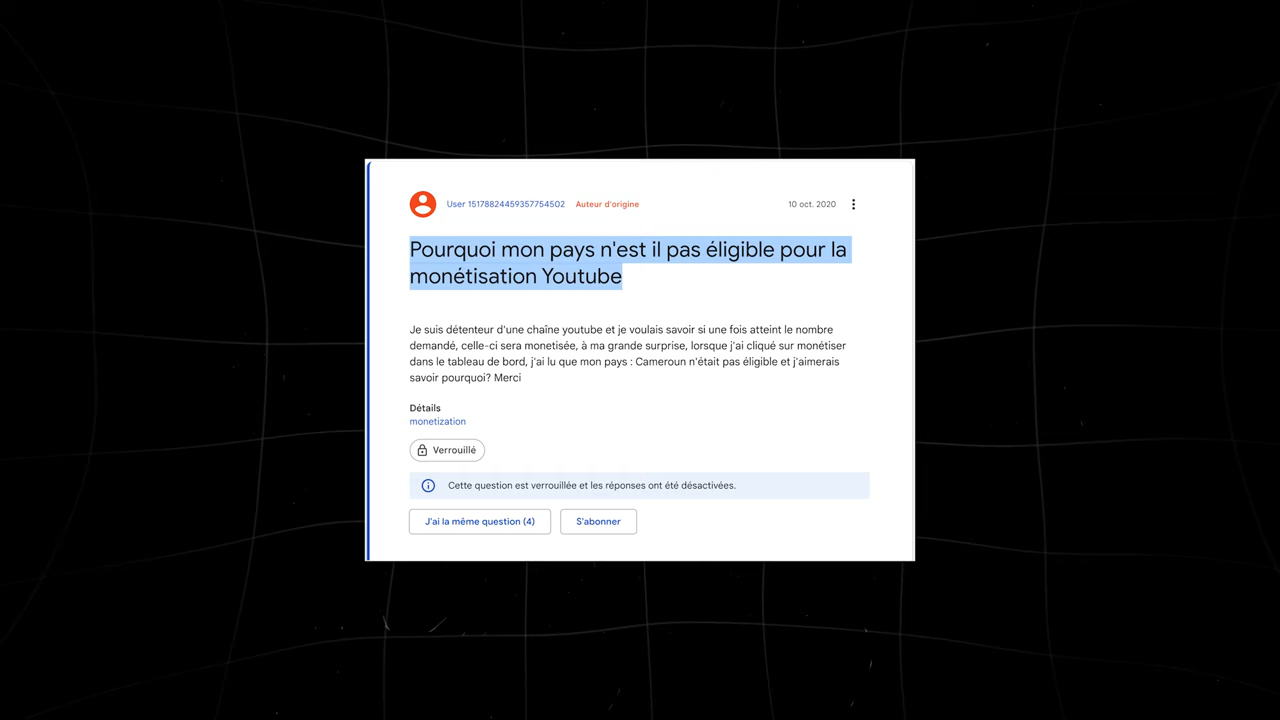 User 15178824459357754502 Auteur d'origine 10 oct. 2020
Pourquoi mon pays n'est il pas éligible pour la
monétisation Youtube
Je suis détenteur d'une chaîne youtube et je voulais savoir si une fois atteint le nombre
demandé, celle-ci sera monetisée, à ma grande surprise, lorsque j'ai cliqué sur monétiser
dans le tableau de bord, j'ai lu que mon pays : Cameroun n'était pas éligible et j'aimerais
savoir pourquoi? Merci
Détails
monetization
Verrouillé
Cette question est verrouillée et les réponses ont été désactivées.
J'ai la même question (4) S'abonner